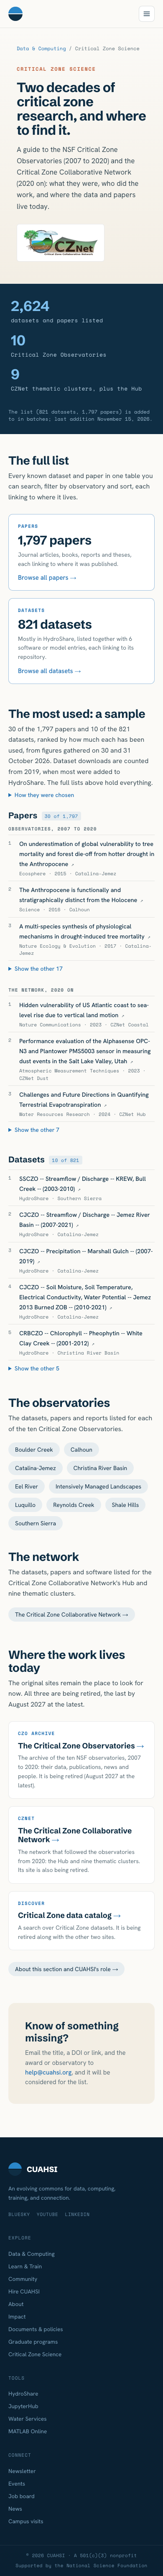 Data & Computing / Critical Zone Science
CRITICAL ZONE SCIENCE
Two decades of
critical zone
research, and where
to find it.
A guide to the NSF Critical Zone
Observatories (2007 to 2020) and the
Critical Zone Collaborative Network
(2020 on): what they were, who did the
work, and where the data and papers
live today.
CZNet
2,624
datasets and papers listed
10
Critical Zone Observatories
9
CZNet thematic clusters, plus the Hub
The list (821 datasets, 1,797 papers) is added
to in batches; last addition November 15, 2025.
The full list
Every known dataset and paper in one table you
can search, filter by observatory and sort, each
linking to where it lives.
PAPERS
1,797 papers
Journal articles, books, reports and theses,
each linking to where it was published.
Browse all papers →
DATASETS
821 datasets
Mostly in HydroShare, listed together with 6
software or model entries, each linking to its
repository.
Browse all datasets →
The most used: a sample
30 of the 1,797 papers and 10 of the 821
datasets, ranked by how much each has been
used, from figures gathered on 30 and 31
October 2026. Dataset downloads are counted
from 2019, when most were added to
HydroShare. The full lists above hold everything.
▶ How they were chosen
Papers 30 of 1,797
OBSERVATORIES, 2007 TO 2020
1 On underestimation of global vulnerability to tree
mortality and forest die-off from hotter drought in
the Anthropocene ↗
Ecosphere · 2015 · Catalina-Jemez
2 The Anthropocene is functionally and
stratigraphically distinct from the Holocene ↗
Science · 2016 · Calhoun
3 A multi-species synthesis of physiological
mechanisms in drought-induced tree mortality ↗
Nature Ecology & Evolution · 2017 · Catalina-
Jemez
▶ Show the other 17
THE NETWORK, 2020 ON
1 Hidden vulnerability of US Atlantic coast to sea-
level rise due to vertical land motion ↗
Nature Communications · 2023 · CZNet Coastal
2 Performance evaluation of the Alphasense OPC-
N3 and Plantower PMS5003 sensor in measuring
dust events in the Salt Lake Valley, Utah ↗
Atmospheric Measurement Techniques · 2023 ·
CZNet Dust
3 Challenges and Future Directions in Quantifying
Terrestrial Evapotranspiration ↗
Water Resources Research · 2024 · CZNet Hub
▶ Show the other 7
Datasets 10 of 821
1 SSCZO -- Streamflow / Discharge -- KREW, Bull
Creek -- (2003-2010) ↗
HydroShare · Southern Sierra
2 CJCZO -- Streamflow / Discharge -- Jemez River
Basin -- (2007-2021) ↗
HydroShare · Catalina-Jemez
3 CJCZO -- Precipitation -- Marshall Gulch -- (2007-
2019) ↗
HydroShare · Catalina-Jemez
4 CJCZO -- Soil Moisture, Soil Temperature,
Electrical Conductivity, Water Potential -- Jemez
2013 Burned ZOB -- (2010-2021) ↗
HydroShare · Catalina-Jemez
5 CRBCZO -- Chlorophyll -- Pheophytin -- White
Clay Creek -- (2001-2012) ↗
HydroShare · Christina River Basin
▶ Show the other 5
The observatories
The datasets, papers and reports listed for each
of the ten Critical Zone Observatories.
Boulder Creek Calhoun
Catalina-Jemez Christina River Basin
Eel River Intensively Managed Landscapes
Luquillo Reynolds Creek Shale Hills
Southern Sierra
The network
The datasets, papers and software listed for the
Critical Zone Collaborative Network's Hub and
nine thematic clusters.
The Critical Zone Collaborative Network →
Where the work lives
today
The original sites remain the place to look for
now. All three are being retired, the last by
August 2027 at the latest.
CZO ARCHIVE
The Critical Zone Observatories →
The archive of the ten NSF observatories, 2007
to 2020: their data, publications, news and
people. It is being retired (August 2027 at the
latest).
CZNET
The Critical Zone Collaborative
Network →
The network that followed the observatories
from 2020: the Hub and nine thematic clusters.
Its site is also being retired.
DISCOVER
Critical Zone data catalog →
A search over Critical Zone datasets. It is being
retired along with the other two sites.
About this section and CUAHSI's role →
Know of something
missing?
Email the title, a DOI or link, and the
award or observatory to
help@cuahsi.org, and it will be
considered for the list.
CUAHSI
An evolving commons for data, computing,
training, and connection.
BLUESKY YOUTUBE LINKEDIN
EXPLORE
Data & Computing
Learn & Train
Community
Hire CUAHSI
About
Impact
Documents & policies
Graduate programs
Critical Zone Science
TOOLS
HydroShare
JupyterHub
Water Services
MATLAB Online
CONNECT
Newsletter
Events
Job board
News
Campus visits
© 2026 CUAHSI · A 501(c)(3) nonprofit
Supported by the National Science Foundation